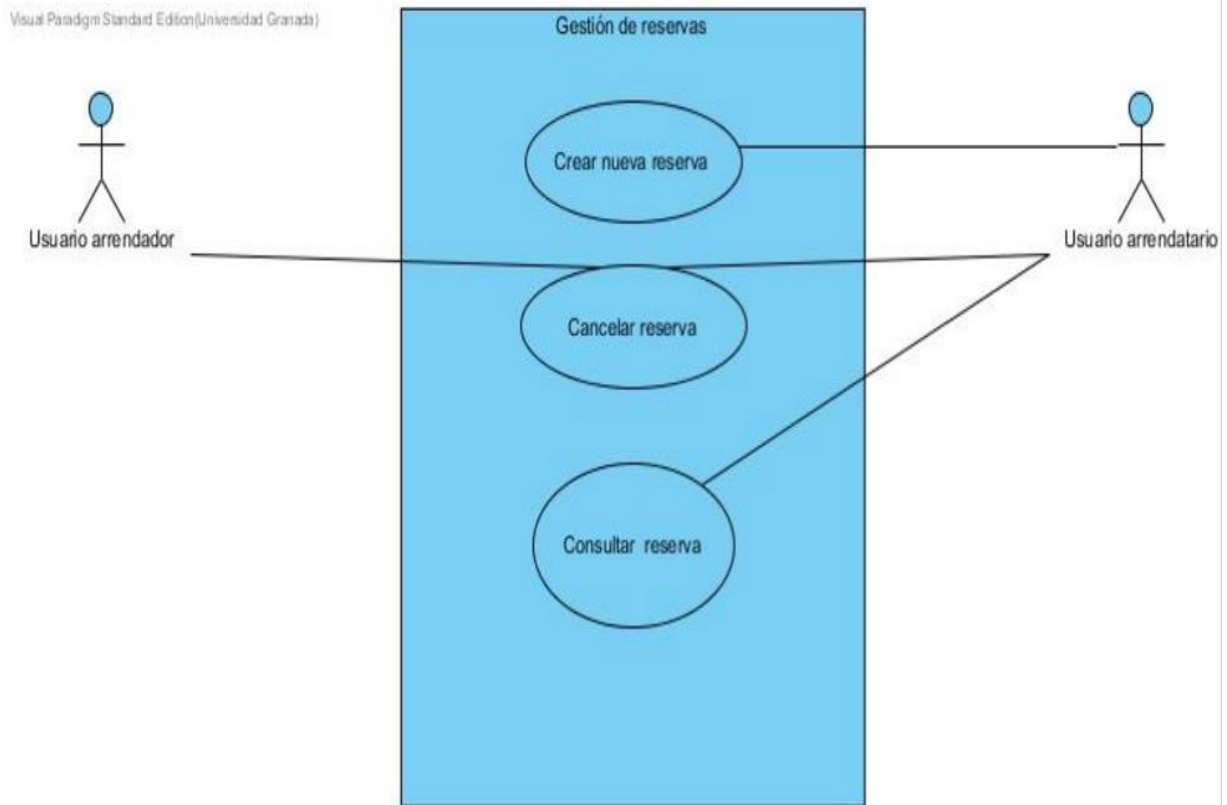 Visual Paradigm Standard Edition(Universidad Granada)
Gestión de reservas
Crear nueva reserva
Usuario arrendador
Usuario arrendatario
Cancelar reserva
Consultar reserva